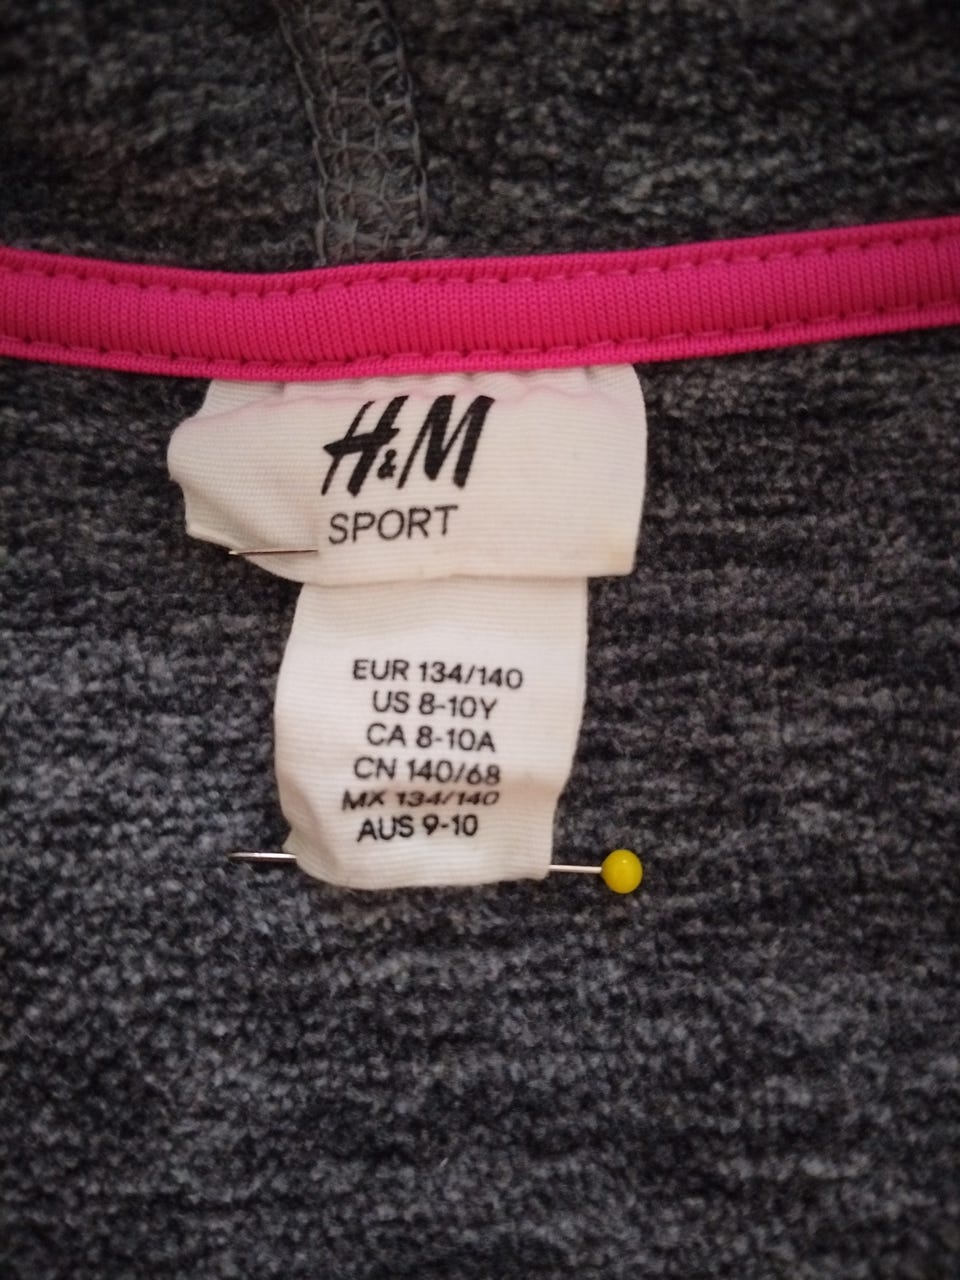 H&M
SPORT
EUR 134/140
US 8-10Y
CA 8-10A
CN 140/68
MX 134/140
AUS 9-10